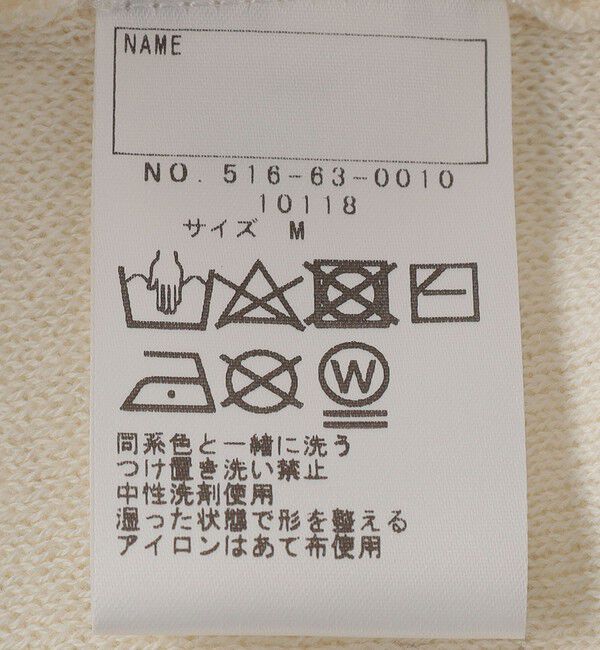 NAME
NO. 516-63-0010
10118
サイズ M
W
同系色と一緒に洗う
つけ置き洗い禁止
中性洗剤使用
湿った状態で形を整える
アイロンはあて布使用